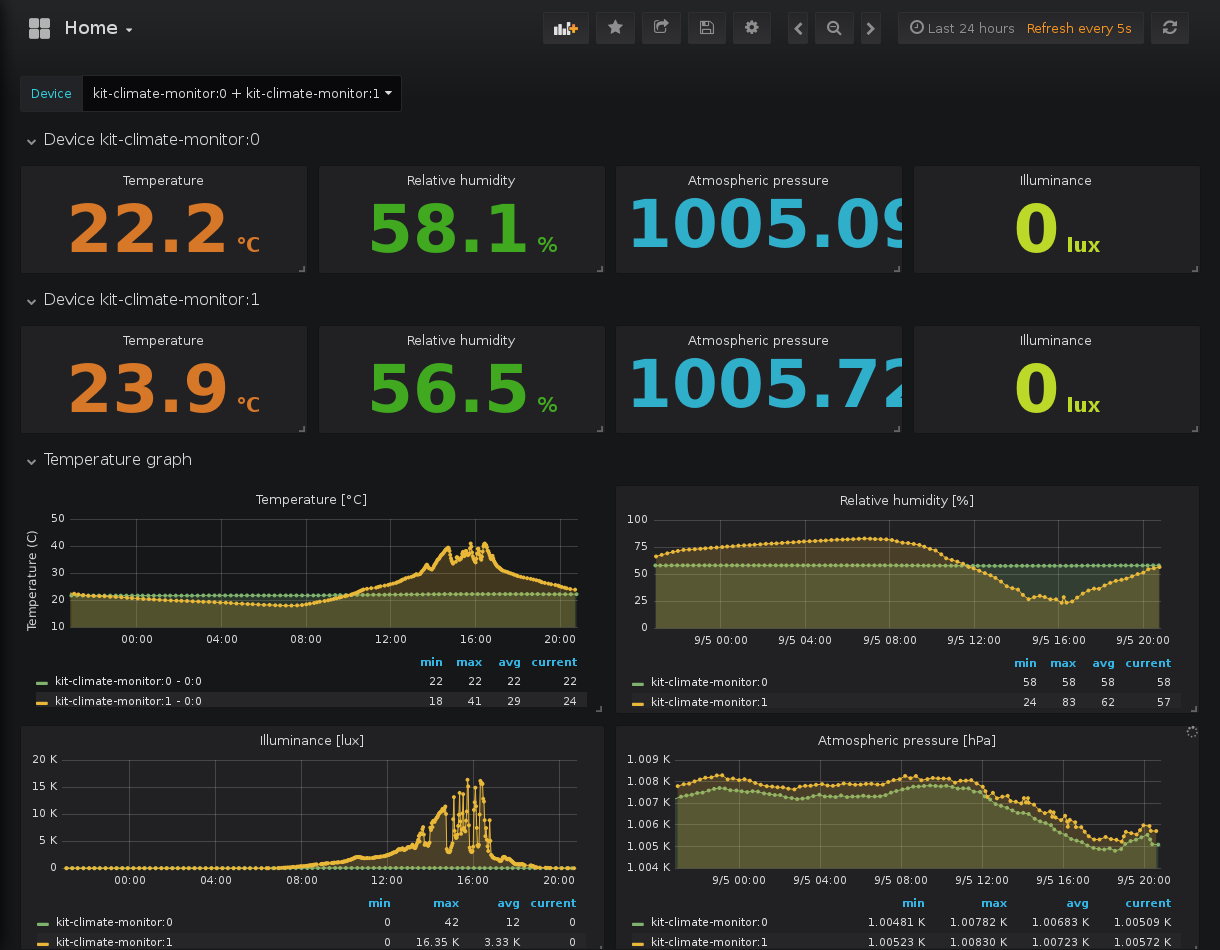 Home
Last 24 hours Refresh every 5s
Device kit-climate-monitor:0 + kit-climate-monitor:1
Device kit-climate-monitor:0
Temperature Relative humidity Atmospheric pressure Illuminance
22.2 °C 58.1 % 1005.09 0 lux
Device kit-climate-monitor:1
Temperature Relative humidity Atmospheric pressure Illuminance
23.9 °C 56.5 % 1005.72 0 lux
Temperature graph
Temperature [°C]
Temperature (C)
50
40
30
20
10
00:00 04:00 08:00 12:00 16:00 20:00
min max avg current
kit-climate-monitor:0 - 0:0 22 22 22 22
kit-climate-monitor:1 - 0:0 18 41 29 24
Relative humidity [%]
100
75
50
25
0
9/5 00:00 9/5 04:00 9/5 08:00 9/5 12:00 9/5 16:00 9/5 20:00
min max avg current
kit-climate-monitor:0 58 58 58 58
kit-climate-monitor:1 24 83 62 57
Illuminance [lux]
20 K
15 K
10 K
5 K
0
00:00 04:00 08:00 12:00 16:00 20:00
min max avg current
kit-climate-monitor:0 0 42 12 0
kit-climate-monitor:1 0 16.35 K 3.33 K 0
Atmospheric pressure [hPa]
1.009 K
1.008 K
1.007 K
1.006 K
1.005 K
1.004 K
9/5 00:00 9/5 04:00 9/5 08:00 9/5 12:00 9/5 16:00 9/5 20:00
min max avg current
kit-climate-monitor:0 1.00481 K 1.00782 K 1.00683 K 1.00509 K
kit-climate-monitor:1 1.00523 K 1.00830 K 1.00723 K 1.00572 K